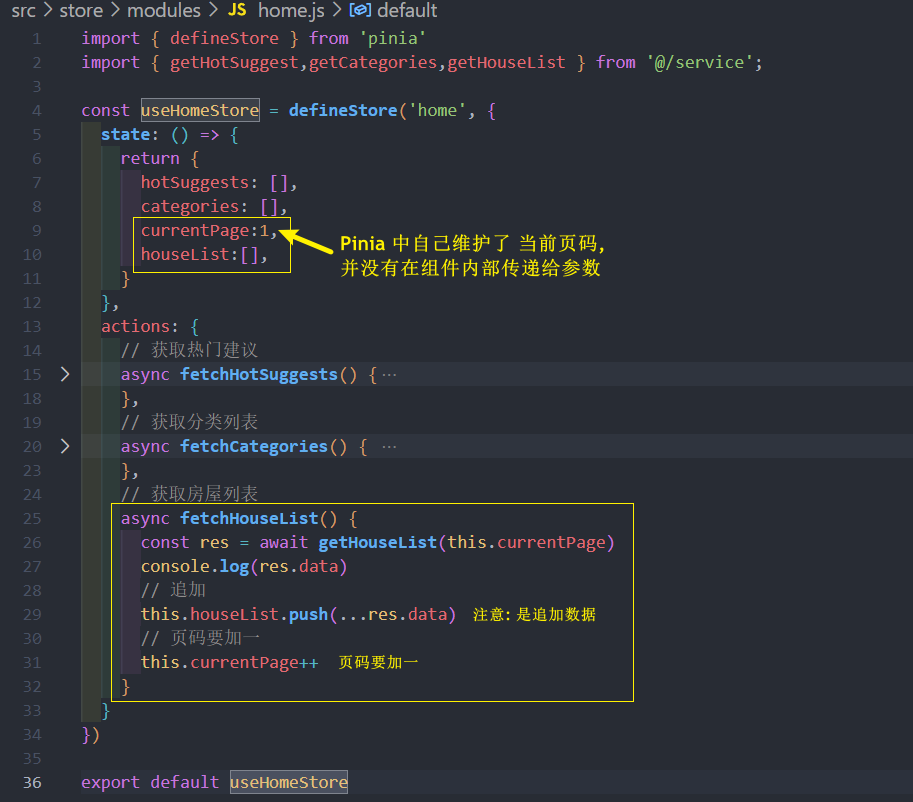 src > store > modules > JS home.js > default
1 import { defineStore } from 'pinia'
2 import { getHotSuggest,getCategories,getHouseList } from '@/service';
3
4 const useHomeStore = defineStore('home', {
5 state: () => {
6 return {
7 hotSuggests: [],
8 categories: [],
9 currentPage:1,
10 houseList:[],
Pinia 中自己维护了 当前页码,
并没有在组件内部传递给参数
11 }
12 },
13 actions: {
14 // 获取热门建议
15 async fetchHotSuggests() { ···
18 },
19 // 获取分类列表
20 async fetchCategories() { ···
23 },
24 // 获取房屋列表
25 async fetchHouseList() {
26 const res = await getHouseList(this.currentPage)
27 console.log(res.data)
28 // 追加
29 this.houseList.push(...res.data) 注意: 是追加数据
30 // 页码要加一
31 this.currentPage++ 页码要加一
32 }
33 }
34 })
35
36 export default useHomeStore